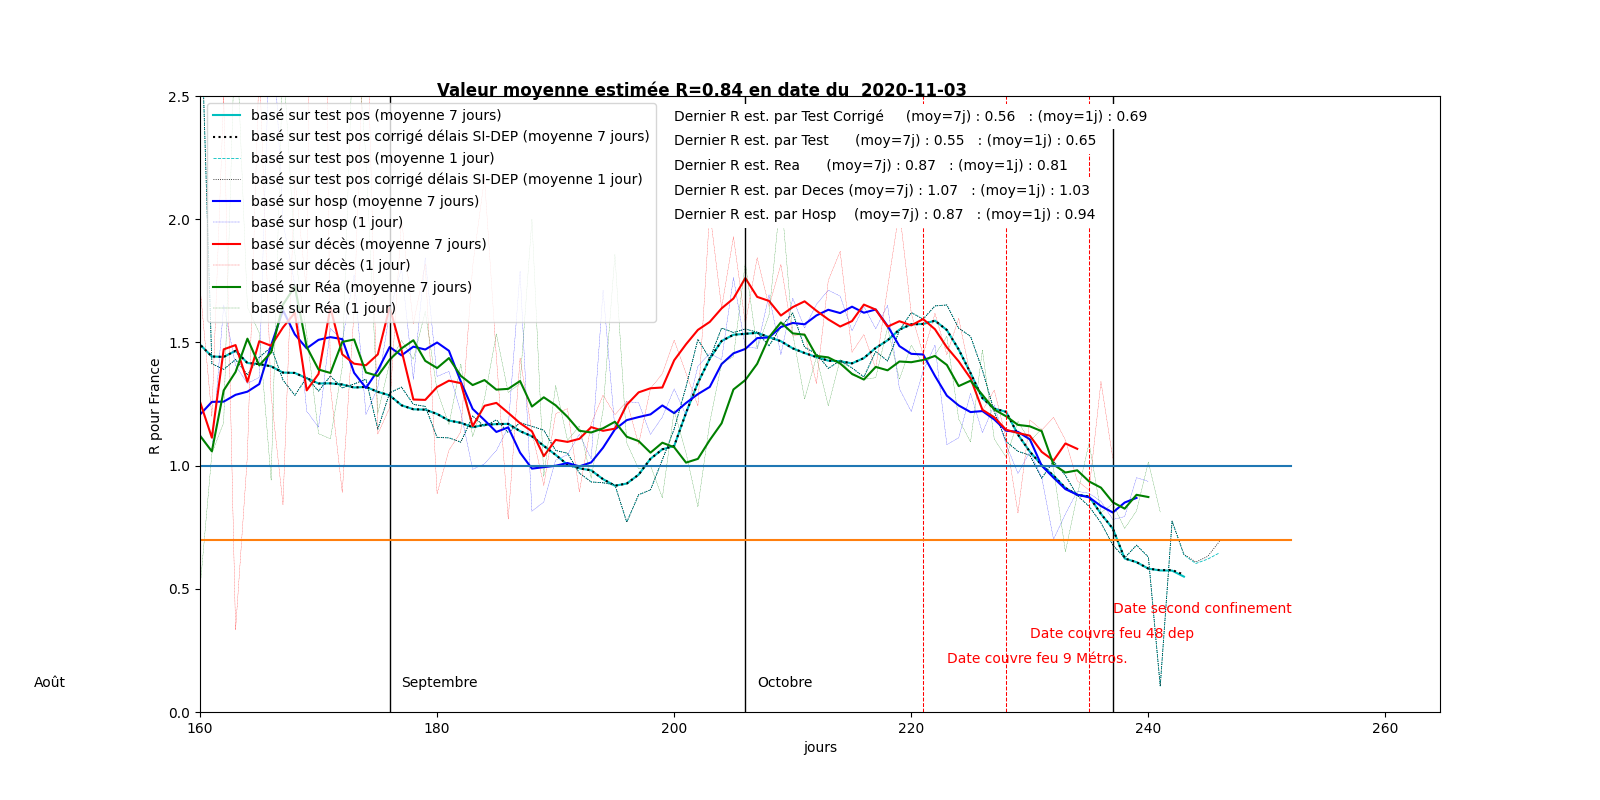 Valeur moyenne estimée R=0.84 en date du  2020-11-03
2.5
2.0
1.5
1.0
0.5
0.0
R pour France
basé sur test pos (moyenne 7 jours)
basé sur test pos corrigé délais SI-DEP (moyenne 7 jours)
basé sur test pos (moyenne 1 jour)
basé sur test pos corrigé délais SI-DEP (moyenne 1 jour)
basé sur hosp (moyenne 7 jours)
basé sur hosp (1 jour)
basé sur décès (moyenne 7 jours)
basé sur décès (1 jour)
basé sur Réa (moyenne 7 jours)
basé sur Réa (1 jour)
Dernier R est. par Test Corrigé (moy=7j) : 0.56 : (moy=1j) : 0.69
Dernier R est. par Test (moy=7j) : 0.55 : (moy=1j) : 0.65
Dernier R est. Rea (moy=7j) : 0.87 : (moy=1j) : 0.81
Dernier R est. par Deces (moy=7j) : 1.07 : (moy=1j) : 1.03
Dernier R est. par Hosp (moy=7j) : 0.87 : (moy=1j) : 0.94
Date second confinement
Date couvre feu 48 dep
Date couvre feu 9 Métros.
Août
Septembre
Octobre
160 180 200 220 240 260
jours